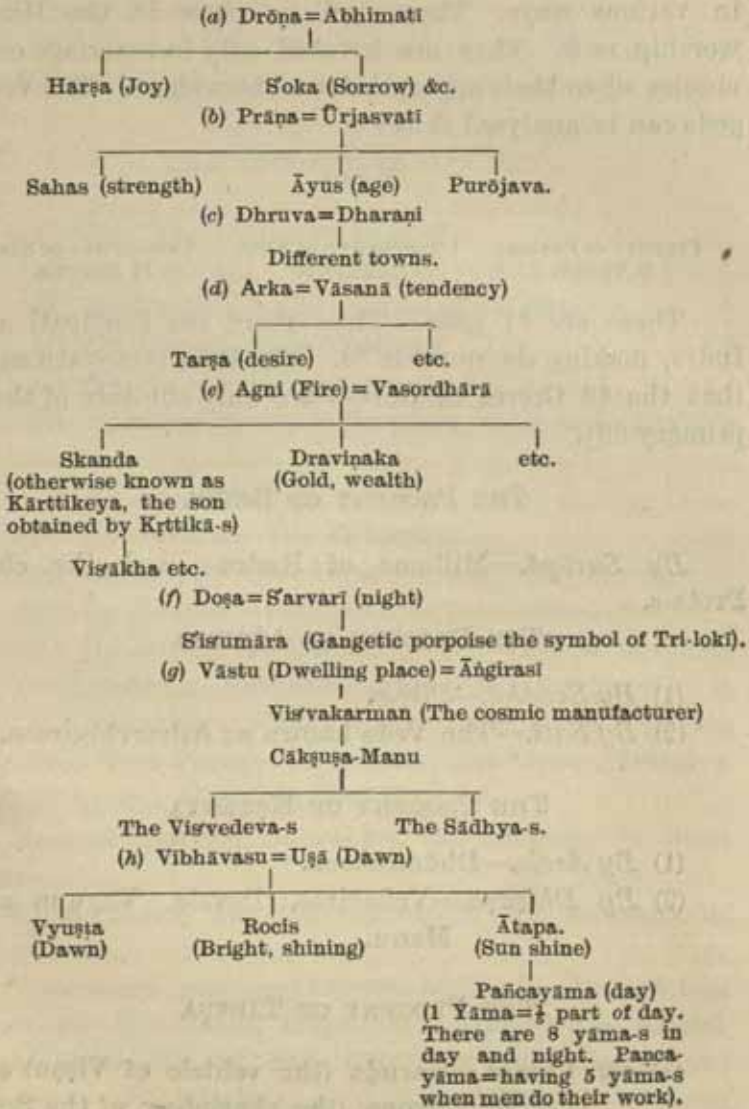 (a) Drōṇa=Abhimatī
Harṣa (Joy) S'oka (Sorrow) &c.
(b) Prāṇa=Ūrjasvatī
Sahas (strength) Āyus (age) Purōjava.
(c) Dhruva=Dharaṇi
Different towns.
(d) Arka=Vāsanā (tendency)
Tarṣa (desire) etc.
(e) Agni (Fire)=Vasordhārā
Skanda Draviṇaka etc.
(otherwise known as (Gold, wealth)
Kārttikeya, the son
obtained by Kṛttikā-s)
Vis'ākha etc.
(f) Doṣa=S'arvarī (night)
S'is'umāra (Gangetic porpoise the symbol of Tri-lokī).
(g) Vāstu (Dwelling place)=Āṅgirasī
Vis'vakarman (The cosmic manufacturer)
Cākṣuṣa-Manu
The Vis'vedeva-s The Sādhya-s.
(h) Vibhāvasu=Uṣā (Dawn)
Vyuṣta Rocis Ātapa.
(Dawn) (Bright, shining) (Sun shine)
Pañcayāma (day)
(1 Yāma=⅛ part of day.
There are 8 yāma-s in
day and night. Panca-
yāma=having 5 yāma-s
when men do their work).